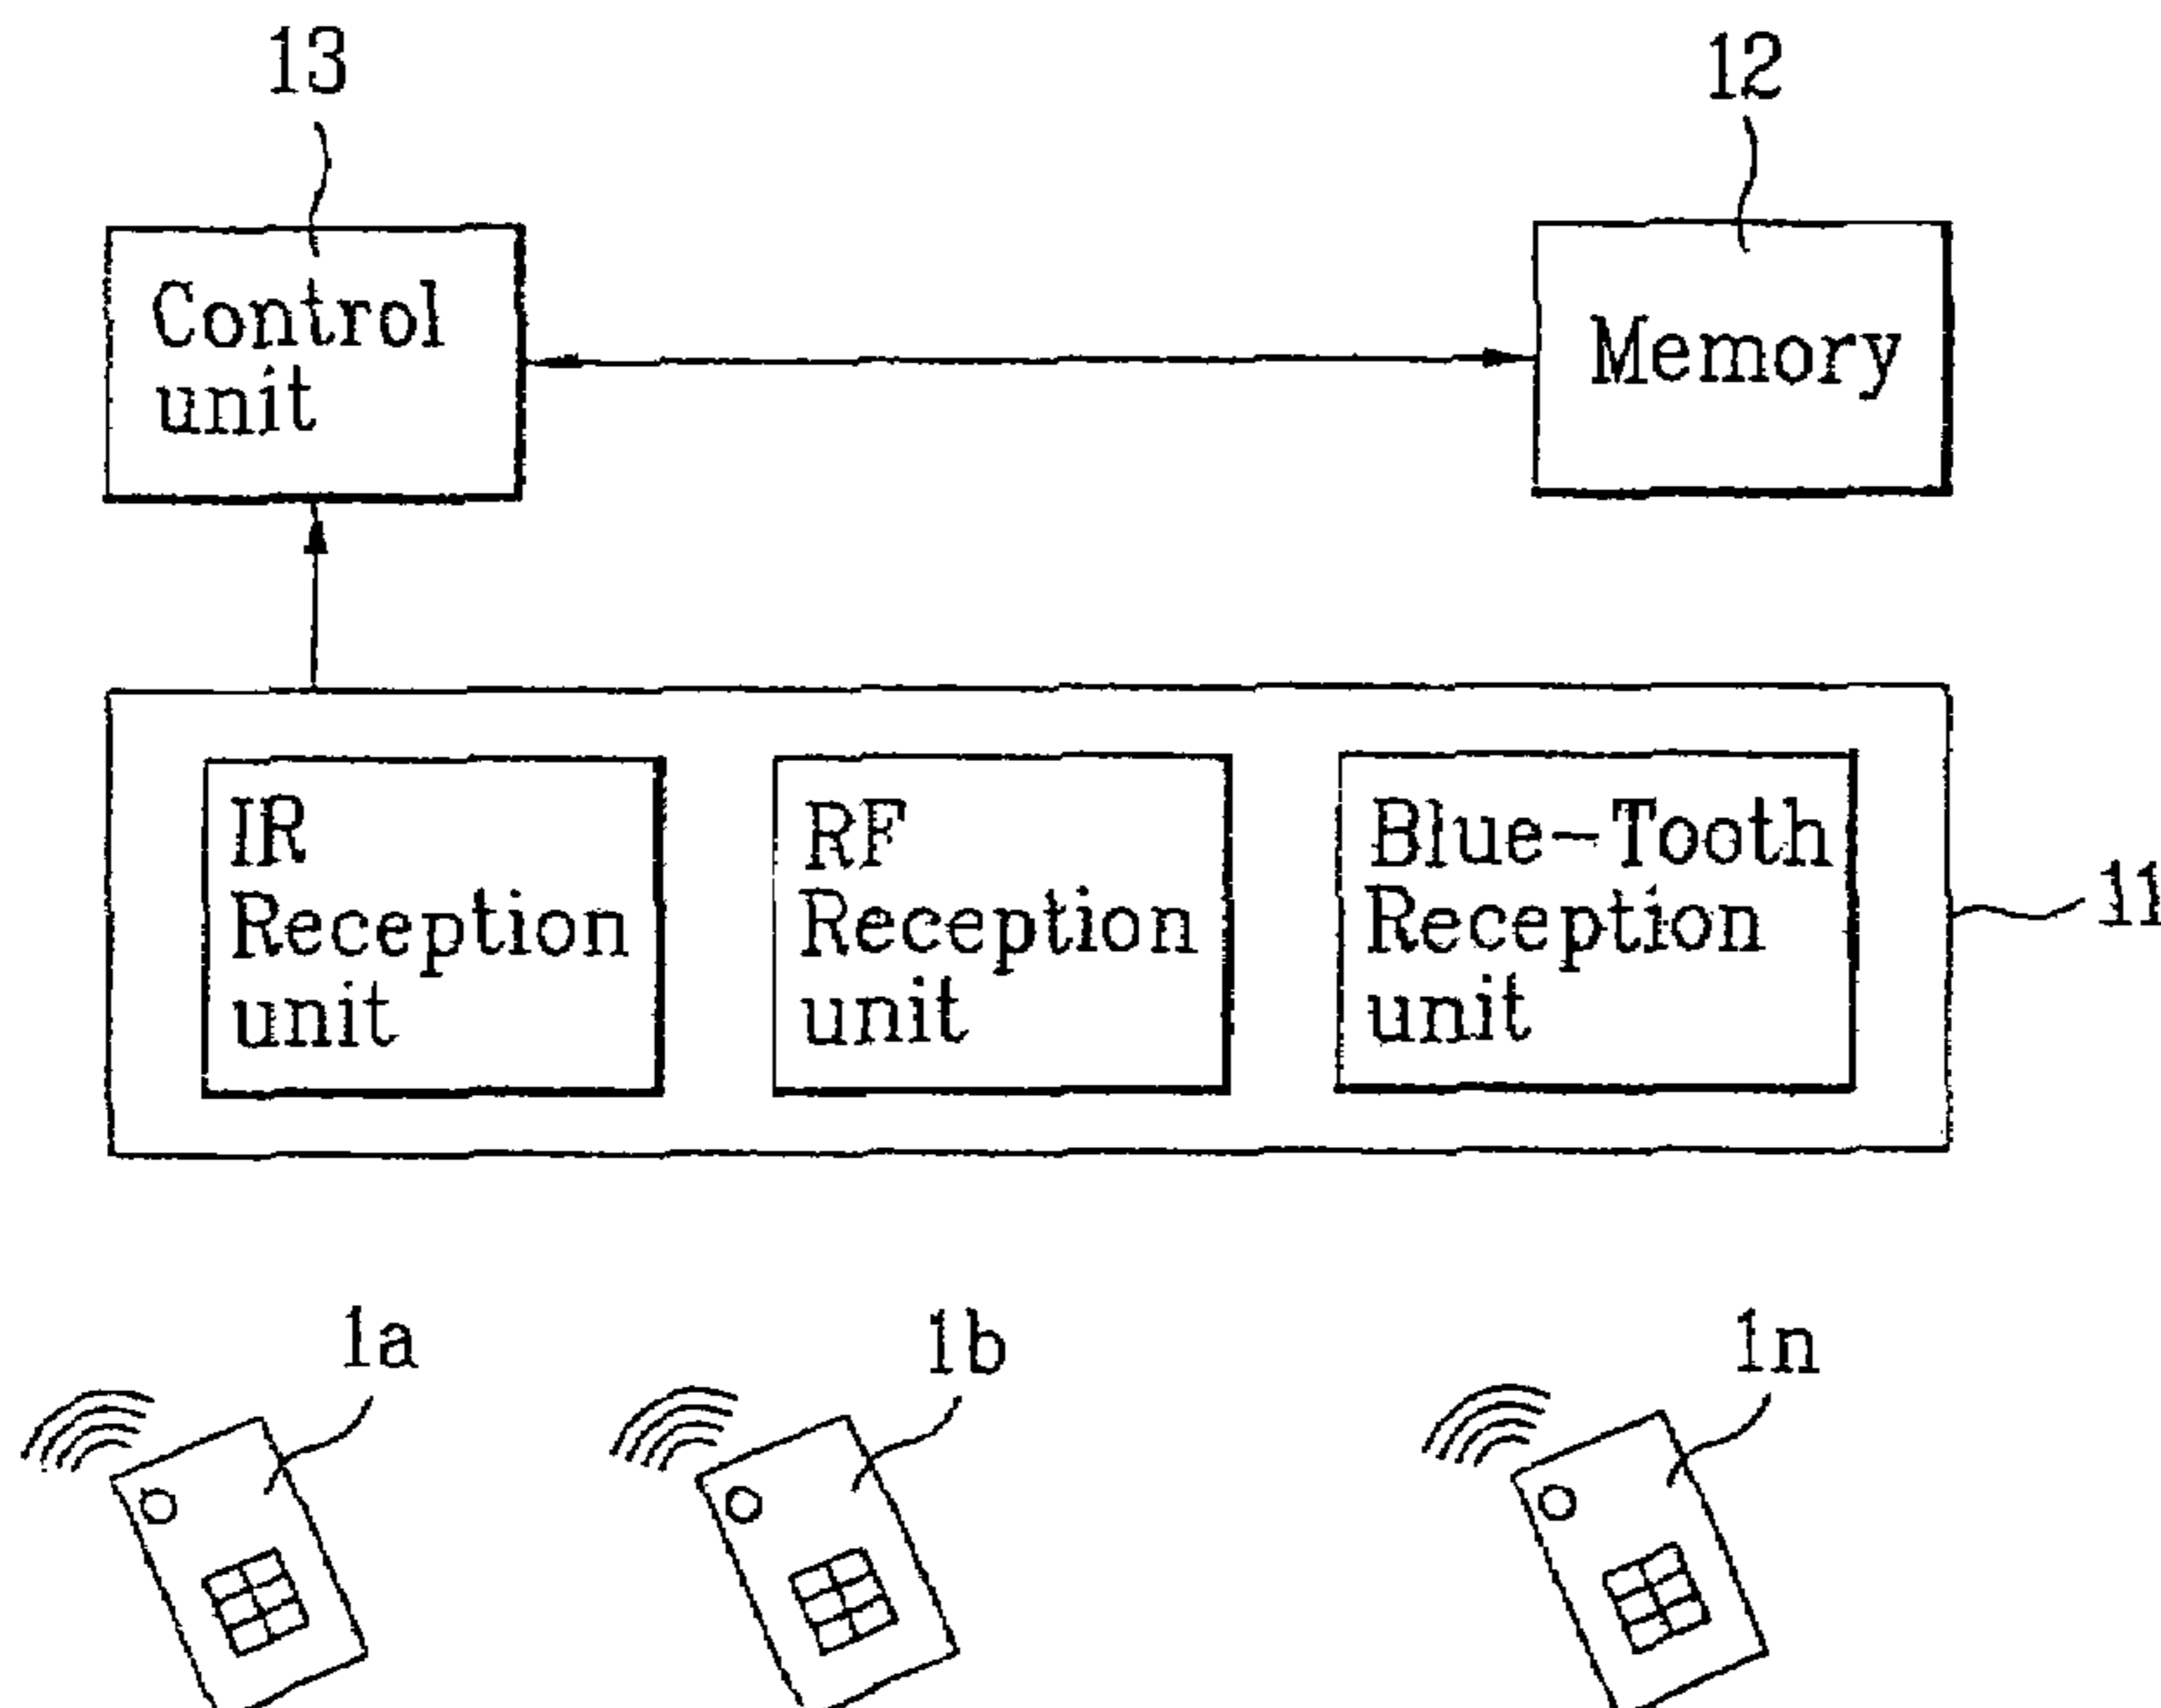 13
12
Control
unit
Memory
IR
Reception
unit
RF
Reception
unit
Blue-Tooth
Reception
unit
11
1a
1b
1n